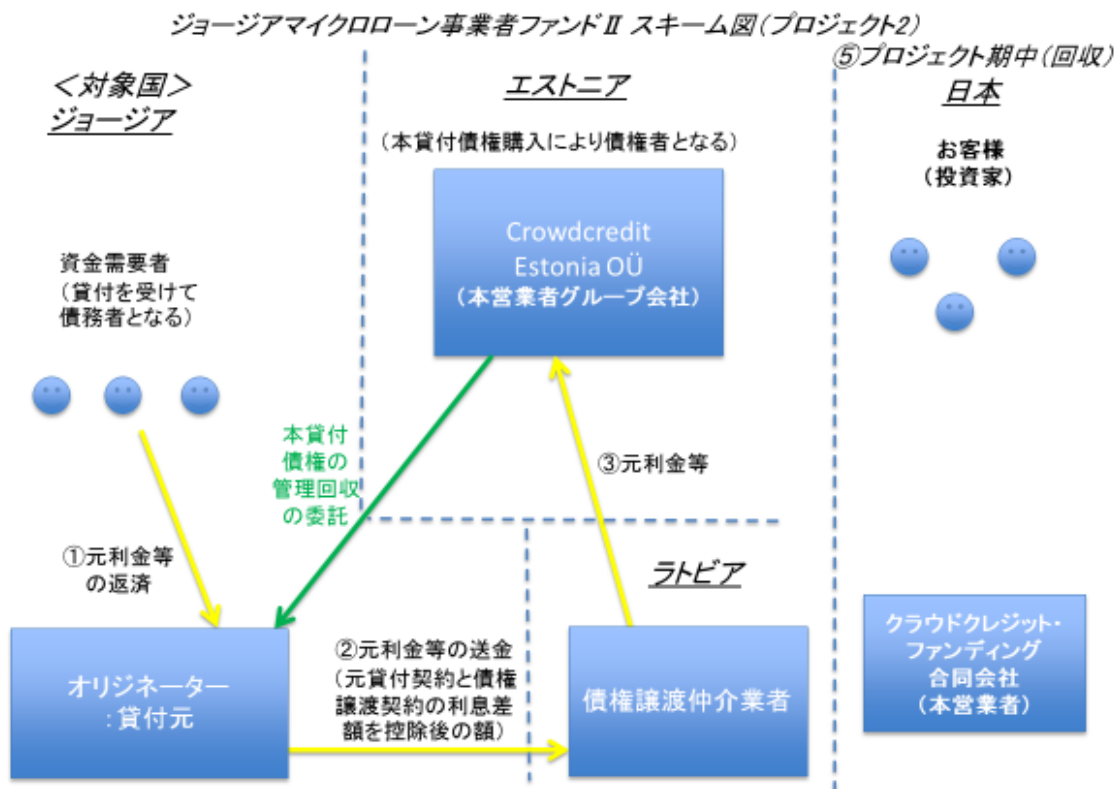 ジョージアマイクロローン事業者ファンドⅡ スキーム図(プロジェクト2)
⑤プロジェクト期中(回収)
<対象国>
ジョージア
エストニア
日本
(本貸付債権購入により債権者となる)
お客様
(投資家)
Crowdcredit
Estonia OÜ
(本営業者グループ会社)
資金需要者
(貸付を受けて
債務者となる)
本貸付
債権の
管理回収
の委託
③元利金等
①元利金等
の返済
ラトビア
オリジネーター
:貸付元
②元利金等の送金
(元貸付契約と債権
譲渡契約の利息差
額を控除後の額)
債権譲渡仲介業者
クラウドクレジット・
ファンディング
合同会社
(本営業者)